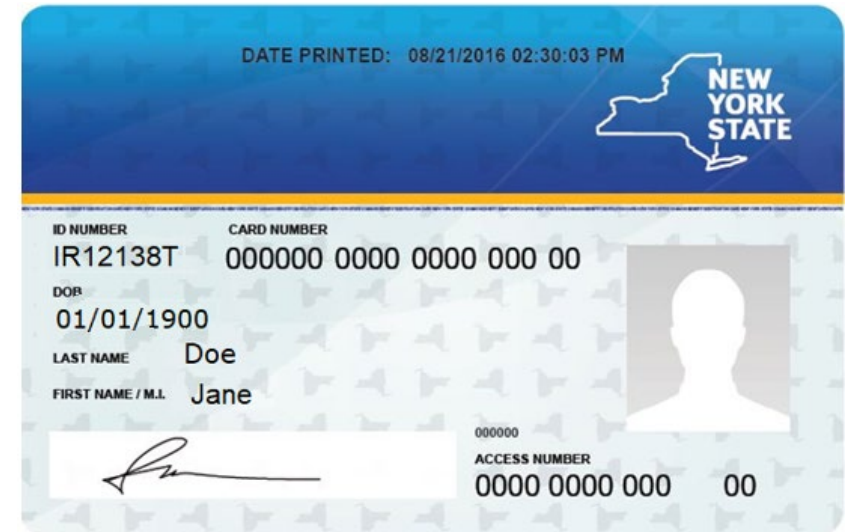 DATE PRINTED: 08/21/2016 02:30:03 PM
NEW
YORK
STATE
ID NUMBER CARD NUMBER
IR12138T 000000 0000 0000 000 00
DOB
01/01/1900
LAST NAME Doe
FIRST NAME / M.I. Jane
000000
ACCESS NUMBER
0000 0000 000 00